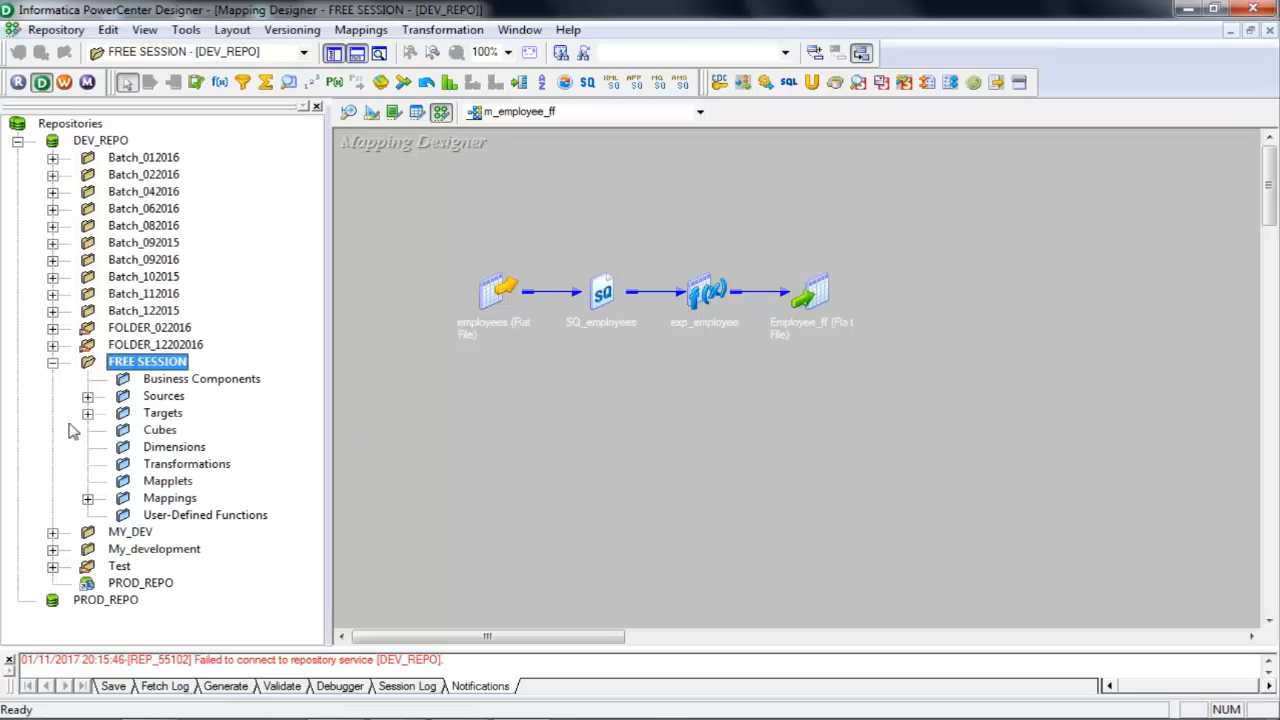 Informatica PowerCenter Designer - [Mapping Designer - FREE SESSION - [DEV_REPO]]
Repository Edit View Tools Layout Versioning Mappings Transformation Window Help
FREE SESSION - [DEV_REPO] 100%
m_employee_ff
Repositories
DEV_REPO
Batch_012016
Batch_022016
Batch_042016
Batch_062016
Batch_082016
Batch_092015
Batch_092016
Batch_102015
Batch_112016
Batch_122015
FOLDER_022016
FOLDER_12202016
FREE SESSION
Business Components
Sources
Targets
Cubes
Dimensions
Transformations
Mapplets
Mappings
User-Defined Functions
MY_DEV
My_development
Test
PROD_REPO
PROD_REPO
Mapping Designer
employees (Flat
File)
SQ_employees
exp_employee
Employee_ff (Fla t
File)
01/11/2017 20:15:46-[REP_55102] Failed to connect to repository service [DEV_REPO].
Save Fetch Log Generate Validate Debugger Session Log Notifications
Ready NUM